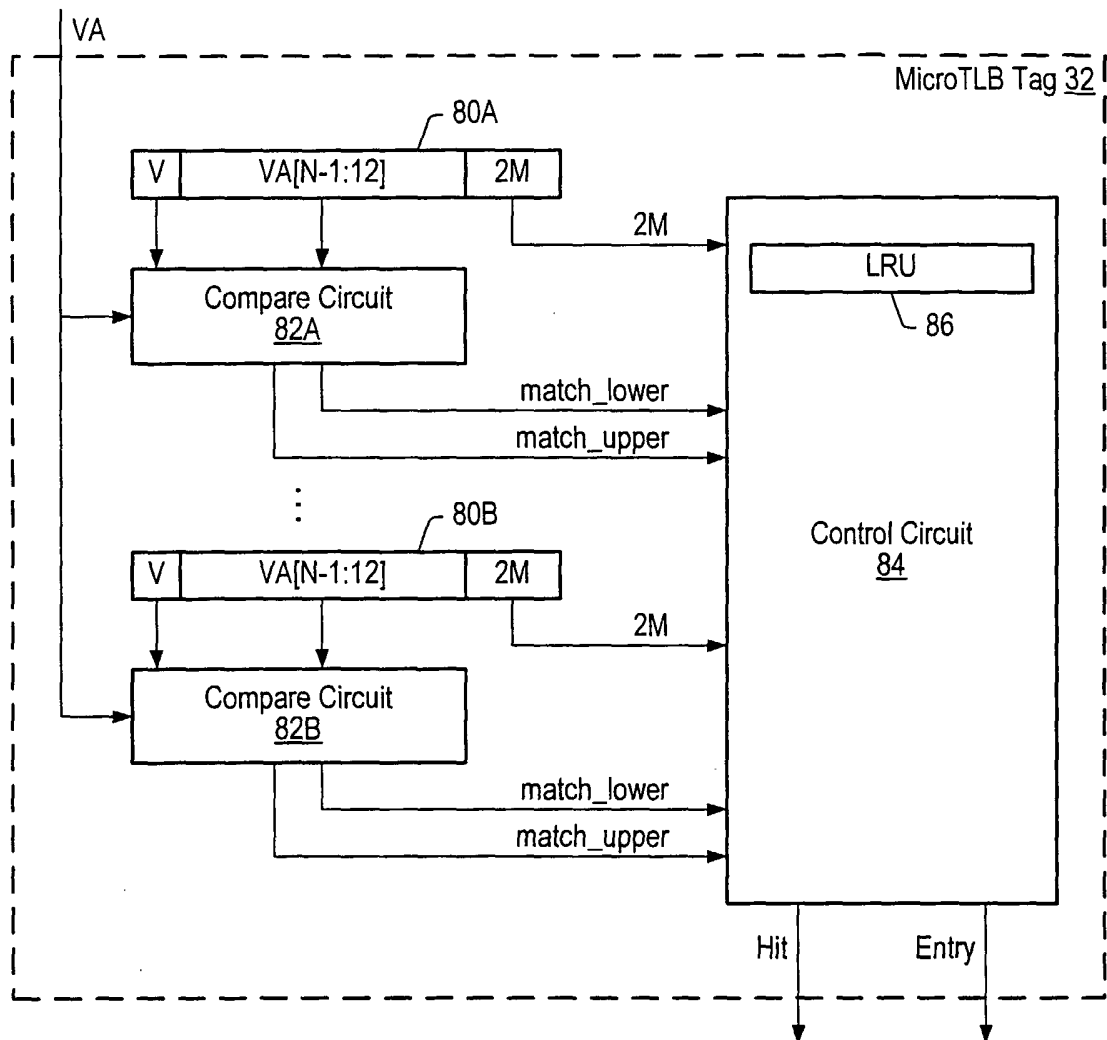 VA
MicroTLB Tag 32
80A
V VA[N-1:12] 2M
2M
LRU
86
Compare Circuit
82A
match_lower
match_upper
80B
V VA[N-1:12] 2M
Control Circuit
84
2M
Compare Circuit
82B
match_lower
match_upper
Hit Entry